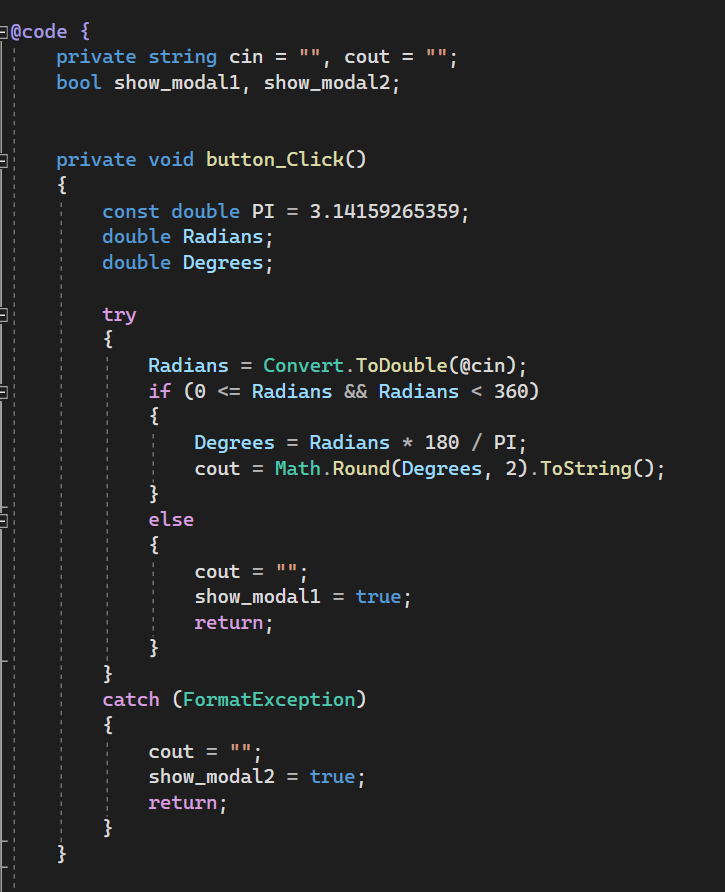 @code {
    private string cin = "", cout = "";
    bool show_modal1, show_modal2;
    private void button_Click()
    {
        const double PI = 3.14159265359;
        double Radians;
        double Degrees;
        try
        {
            Radians = Convert.ToDouble(@cin);
            if (0 <= Radians && Radians < 360)
            {
                Degrees = Radians * 180 / PI;
                cout = Math.Round(Degrees, 2).ToString();
            }
            else
            {
                cout = "";
                show_modal1 = true;
                return;
            }
        }
        catch (FormatException)
        {
            cout = "";
            show_modal2 = true;
            return;
        }
    }